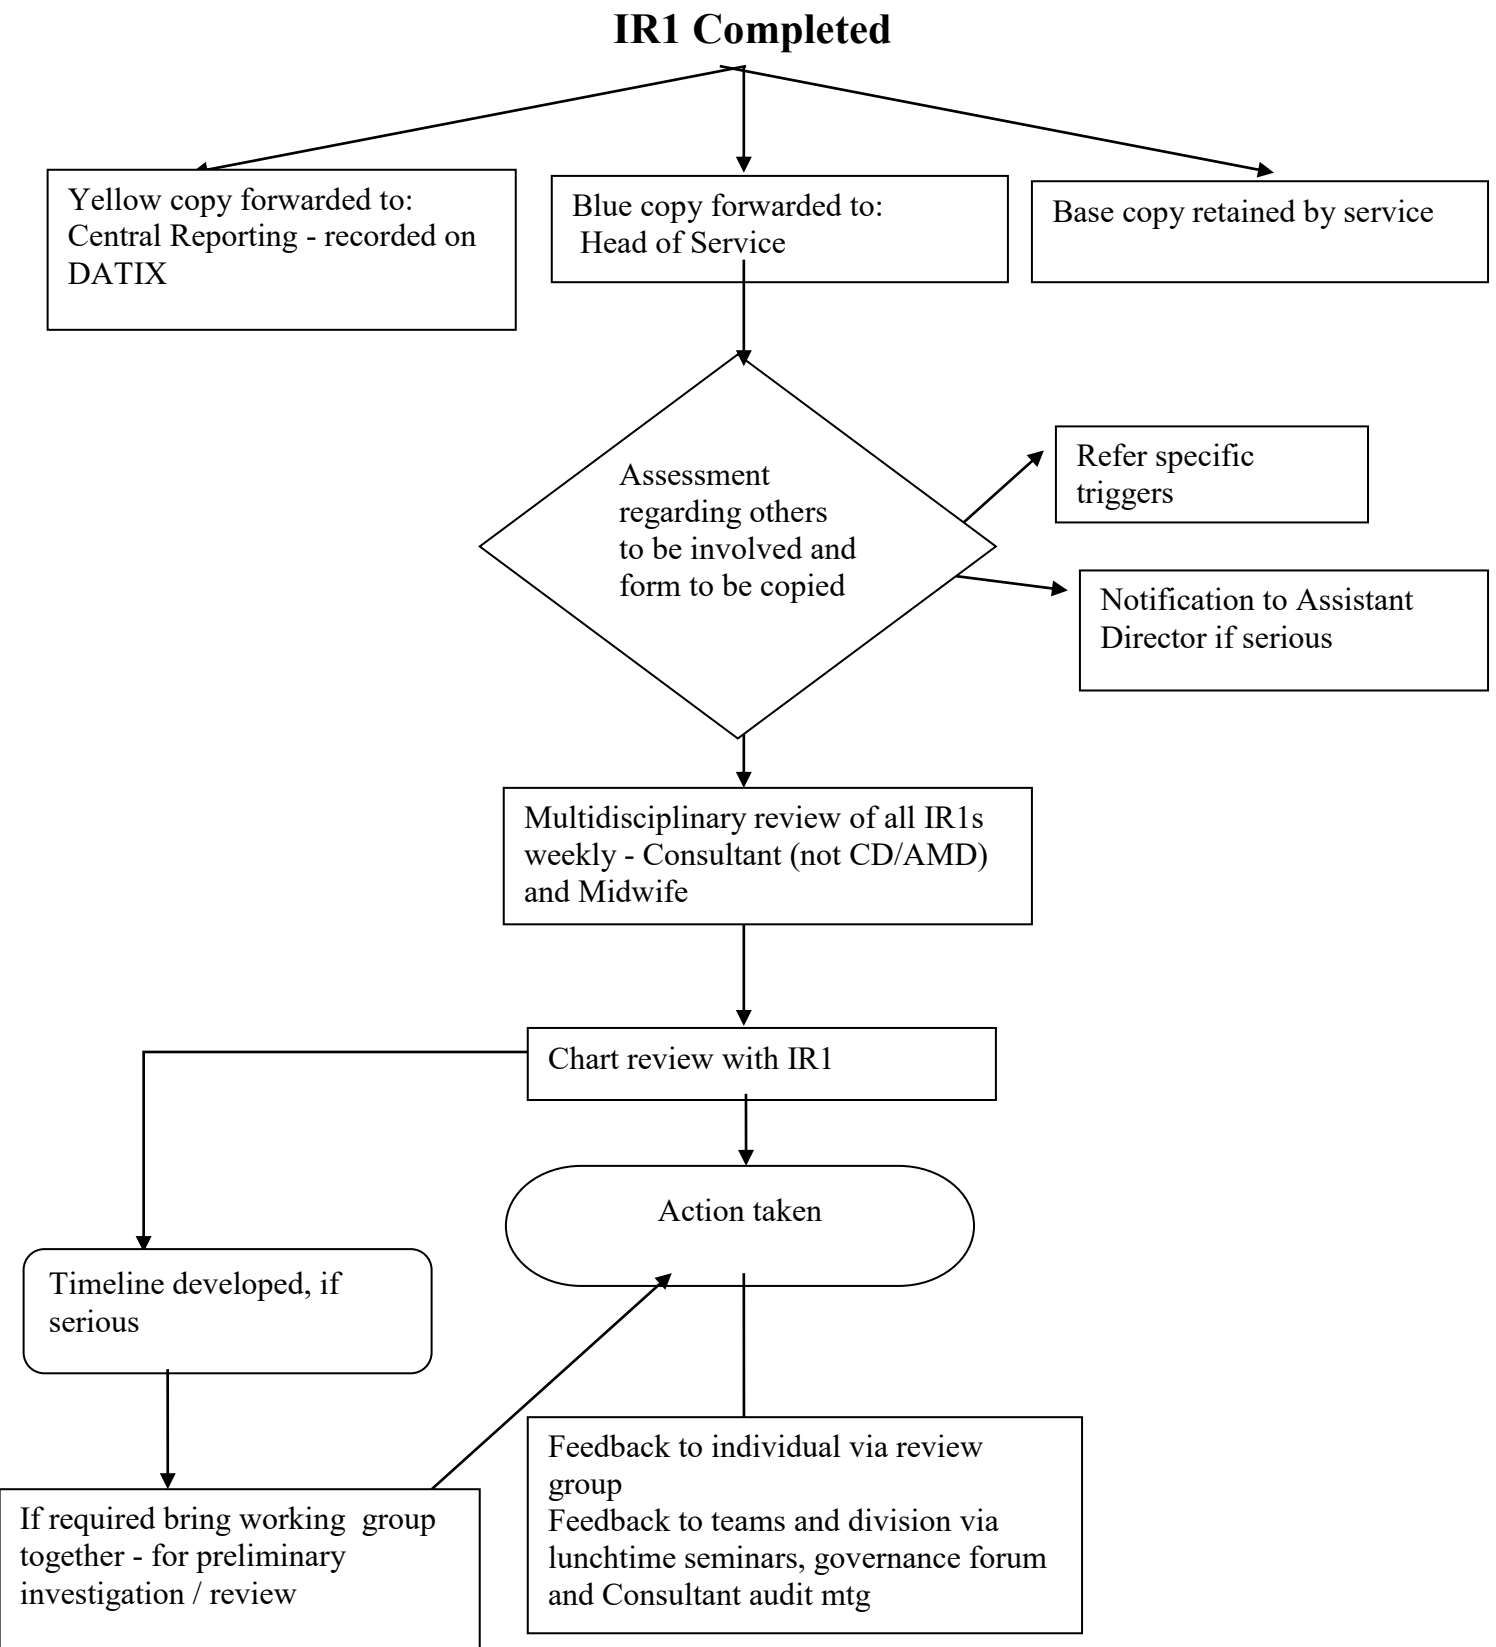 IR1 Completed
Yellow copy forwarded to:
Central Reporting - recorded on
DATIX
Blue copy forwarded to:
Head of Service
Base copy retained by service
Assessment
regarding others
to be involved and
form to be copied
Refer specific
triggers
Notification to Assistant
Director if serious
Multidisciplinary review of all IR1s
weekly - Consultant (not CD/AMD)
and Midwife
Chart review with IR1
Action taken
Timeline developed, if
serious
If required bring working group
together - for preliminary
investigation / review
Feedback to individual via review
group
Feedback to teams and division via
lunchtime seminars, governance forum
and Consultant audit mtg